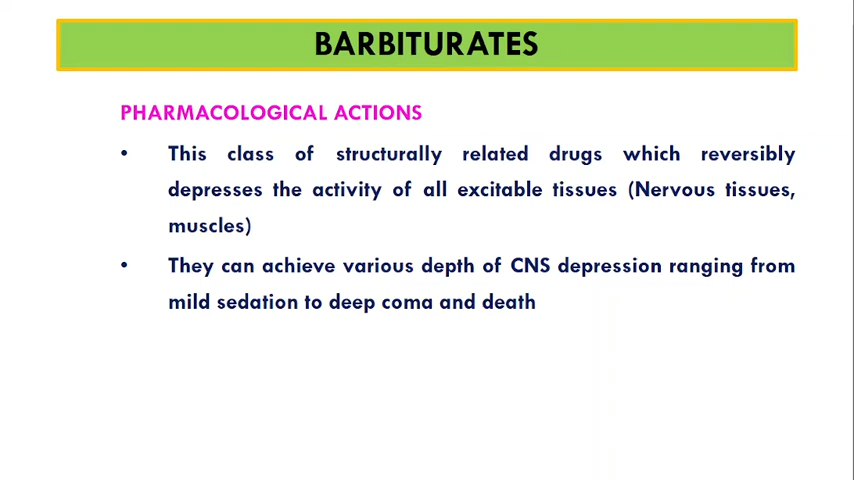 BARBITURATES
PHARMACOLOGICAL ACTIONS
• This class of structurally related drugs which reversibly
depresses the activity of all excitable tissues (Nervous tissues,
muscles)
• They can achieve various depth of CNS depression ranging from
mild sedation to deep coma and death